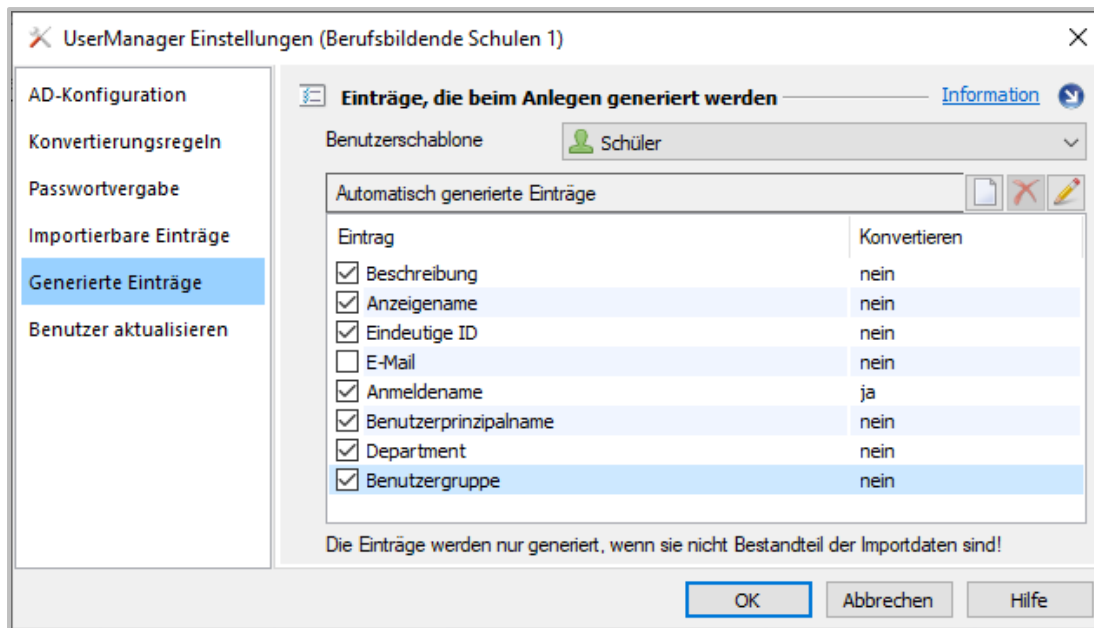 UserManager Einstellungen (Berufsbildende Schulen 1)
AD-Konfiguration
Konvertierungsregeln
Passwortvergabe
Importierbare Einträge
Generierte Einträge
Benutzer aktualisieren
Einträge, die beim Anlegen generiert werden Information
Benutzerschablone Schüler
Automatisch generierte Einträge
Eintrag Konvertieren
Beschreibung nein
Anzeigename nein
Eindeutige ID nein
E-Mail nein
Anmeldename ja
Benutzerprinzipalname nein
Department nein
Benutzergruppe nein
Die Einträge werden nur generiert, wenn sie nicht Bestandteil der Importdaten sind!
OK Abbrechen Hilfe